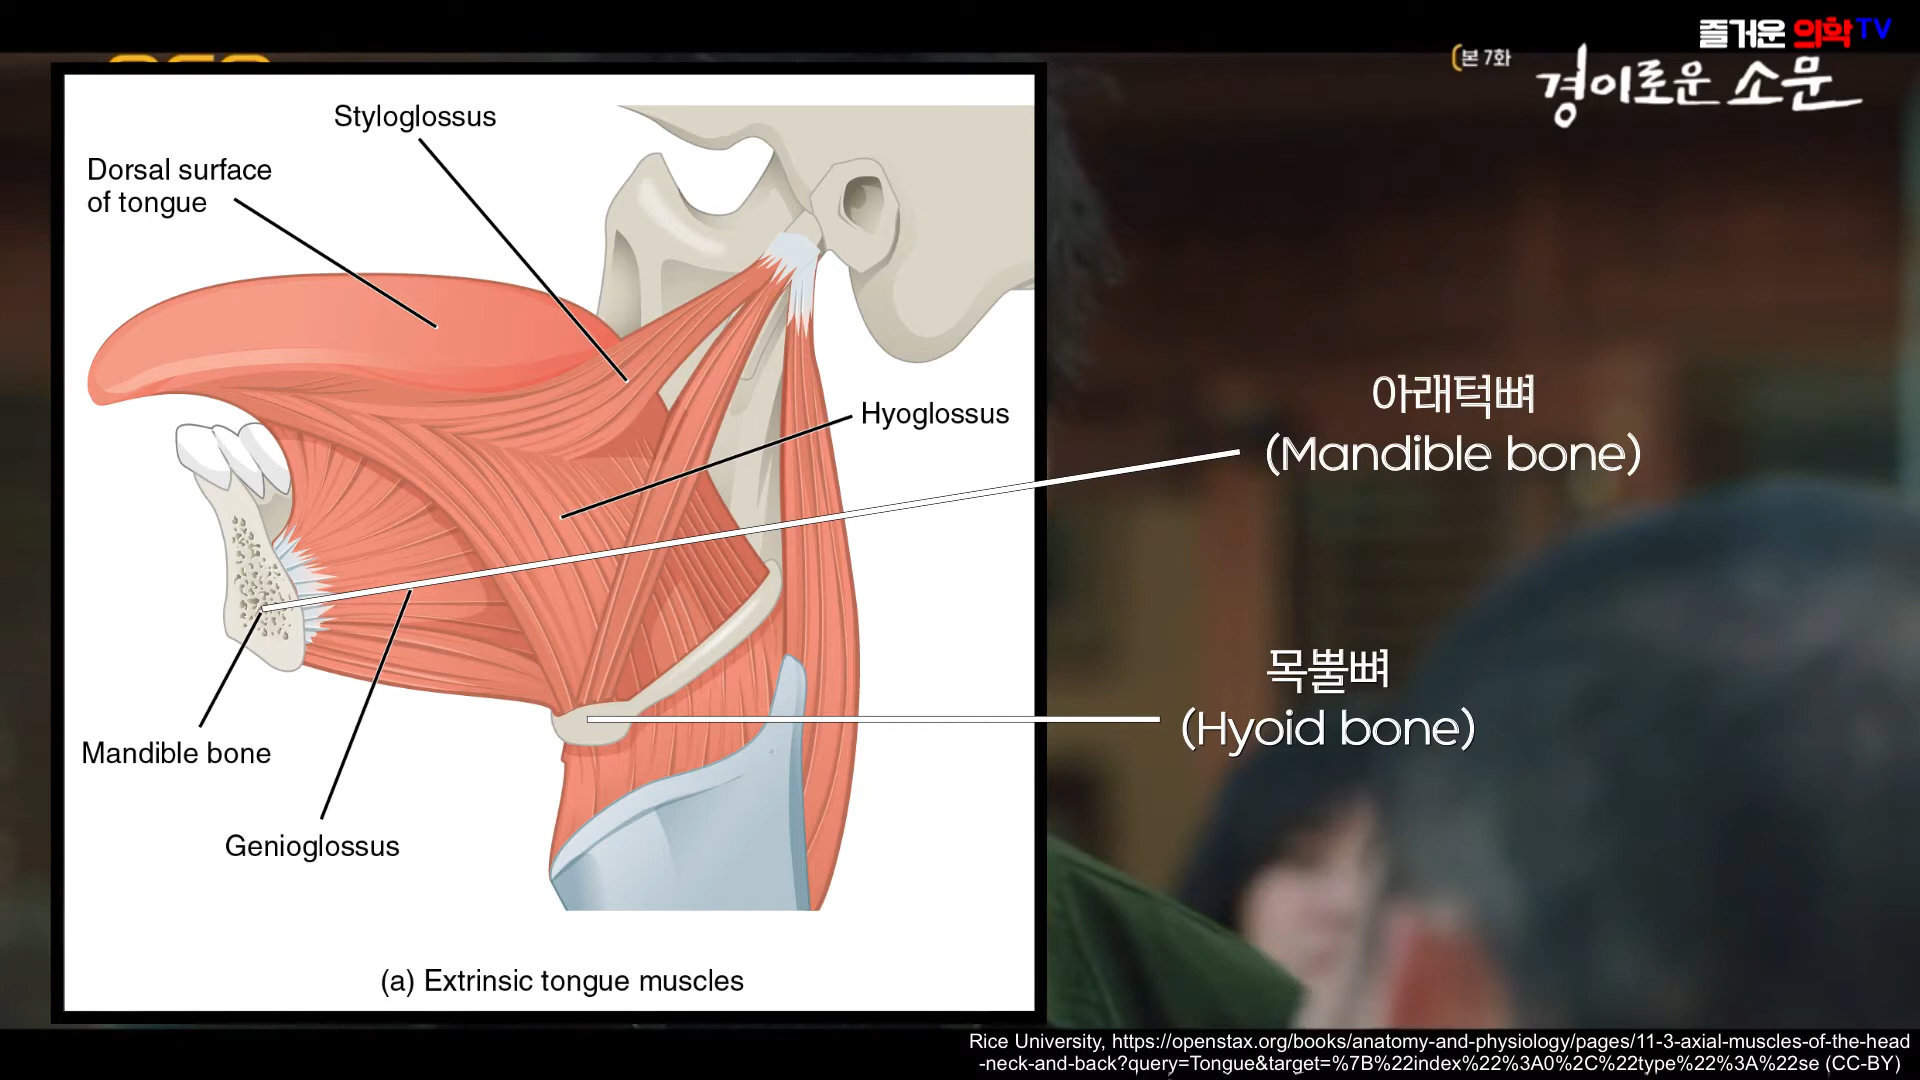 즐거운 의학TV
(본 7화
경이로운 소문
Styloglossus
Dorsal surface
of tongue
Hyoglossus
아래턱뼈
(Mandible bone)
목뿔뼈
(Hyoid bone)
Mandible bone
Genioglossus
(a) Extrinsic tongue muscles
Rice University, https://openstax.org/books/anatomy-and-physiology/pages/11-3-axial-muscles-of-the-head
-neck-and-back?query=Tongue&target=%7B%22index%22%3A0%2C%22type%22%3A%22se (CC-BY)